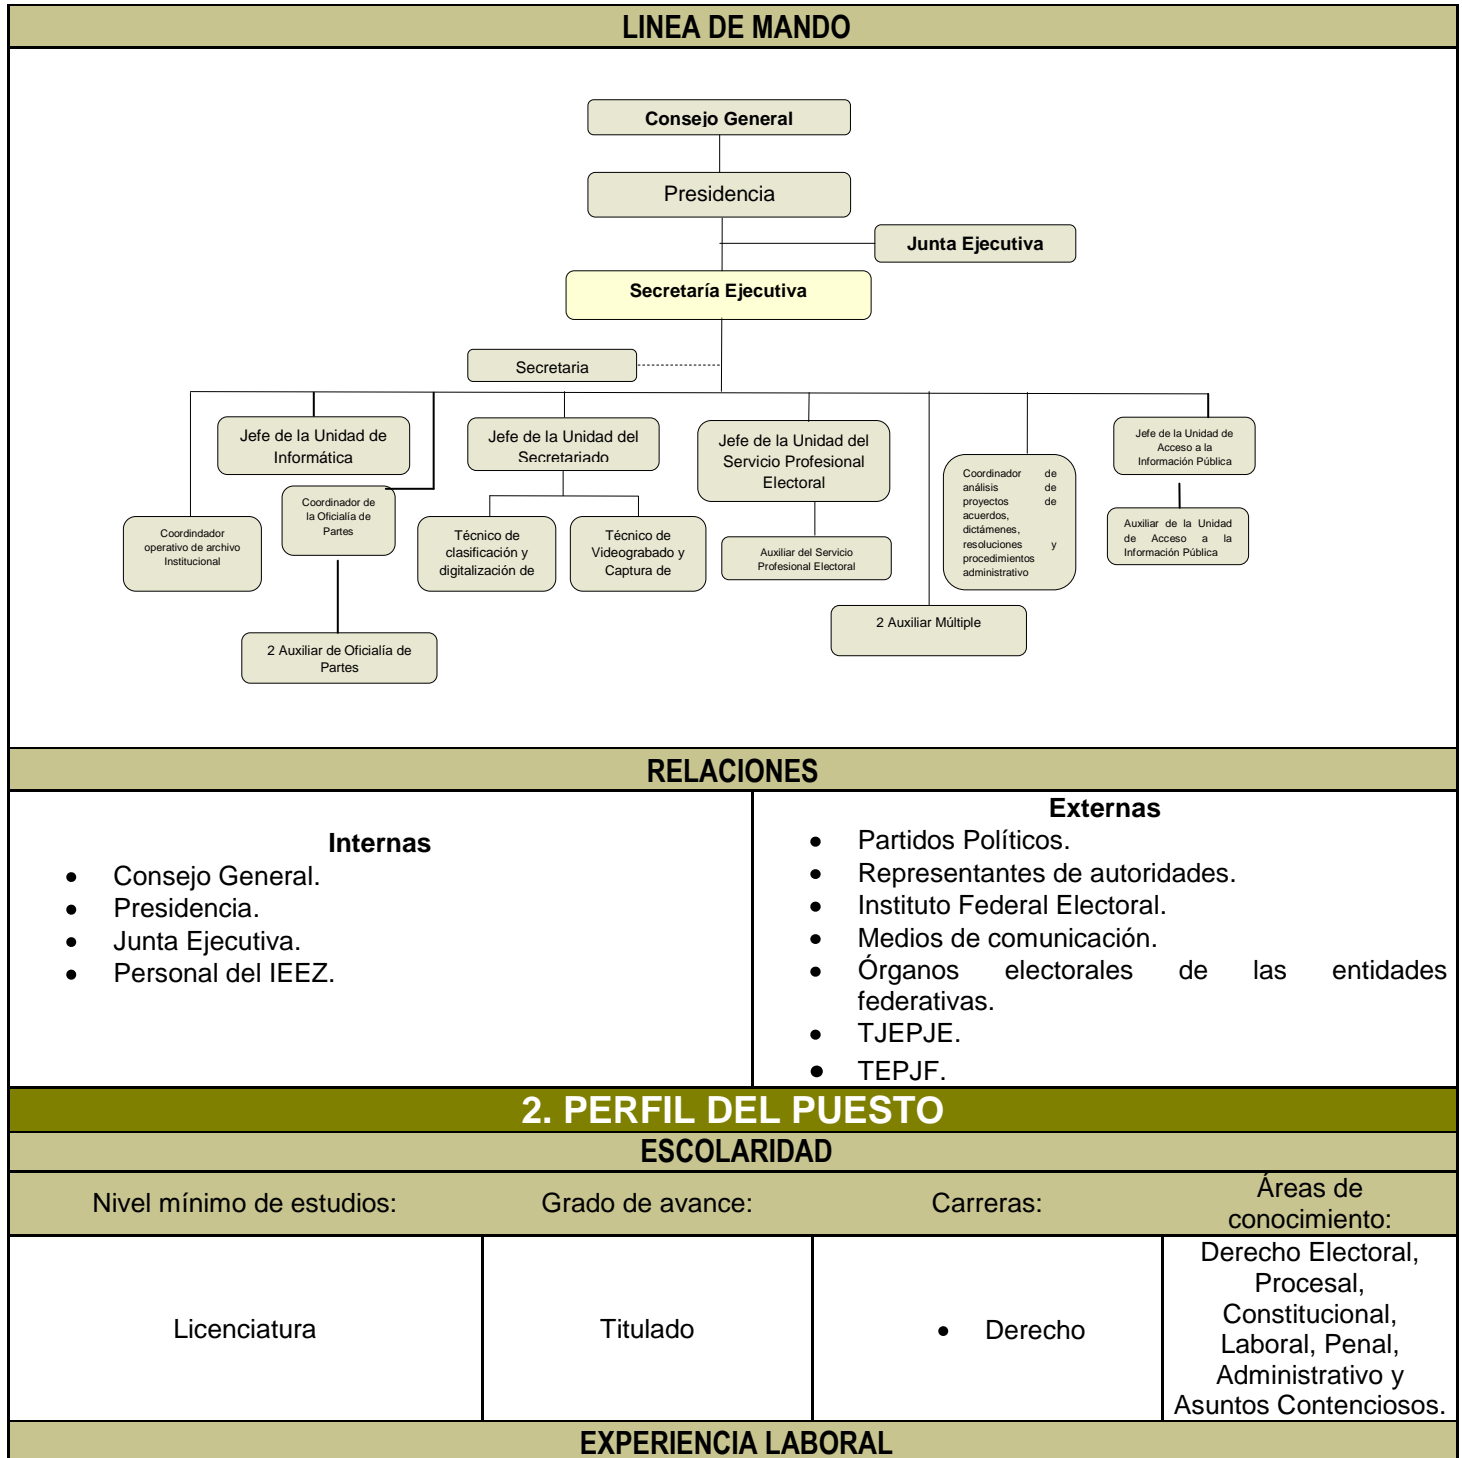 LINEA DE MANDO
Consejo General
Presidencia
Junta Ejecutiva
Secretaría Ejecutiva
Secretaria
Jefe de la Unidad de
Informática
Jefe de la Unidad del
Secretariado
Jefe de la Unidad del
Servicio Profesional
Electoral
Jefe de la Unidad de
Acceso a la
Información Pública
Coordinador de
la Oficialía de
Partes
Coordindador
operativo de archivo
Institucional
Técnico de
clasificación y
digitalización de
Técnico de
Videograbado y
Captura de
Auxiliar del Servicio
Profesional Electoral
Coordinador de
análisis de
proyectos de
acuerdos,
dictámenes,
resoluciones y
procedimientos
administrativo
Auxiliar de la Unidad
de Acceso a la
Información Pública
2 Auxiliar Múltiple
2 Auxiliar de Oficialía de
Partes
RELACIONES
Internas
• Consejo General.
• Presidencia.
• Junta Ejecutiva.
• Personal del IEEZ.
Externas
• Partidos Políticos.
• Representantes de autoridades.
• Instituto Federal Electoral.
• Medios de comunicación.
• Órganos electorales de las entidades
federativas.
• TJEPJE.
• TEPJF.
2. PERFIL DEL PUESTO
ESCOLARIDAD
Nivel mínimo de estudios:
Grado de avance:
Carreras:
Áreas de
conocimiento:
Licenciatura
Titulado
• Derecho
Derecho Electoral,
Procesal,
Constitucional,
Laboral, Penal,
Administrativo y
Asuntos Contenciosos.
EXPERIENCIA LABORAL